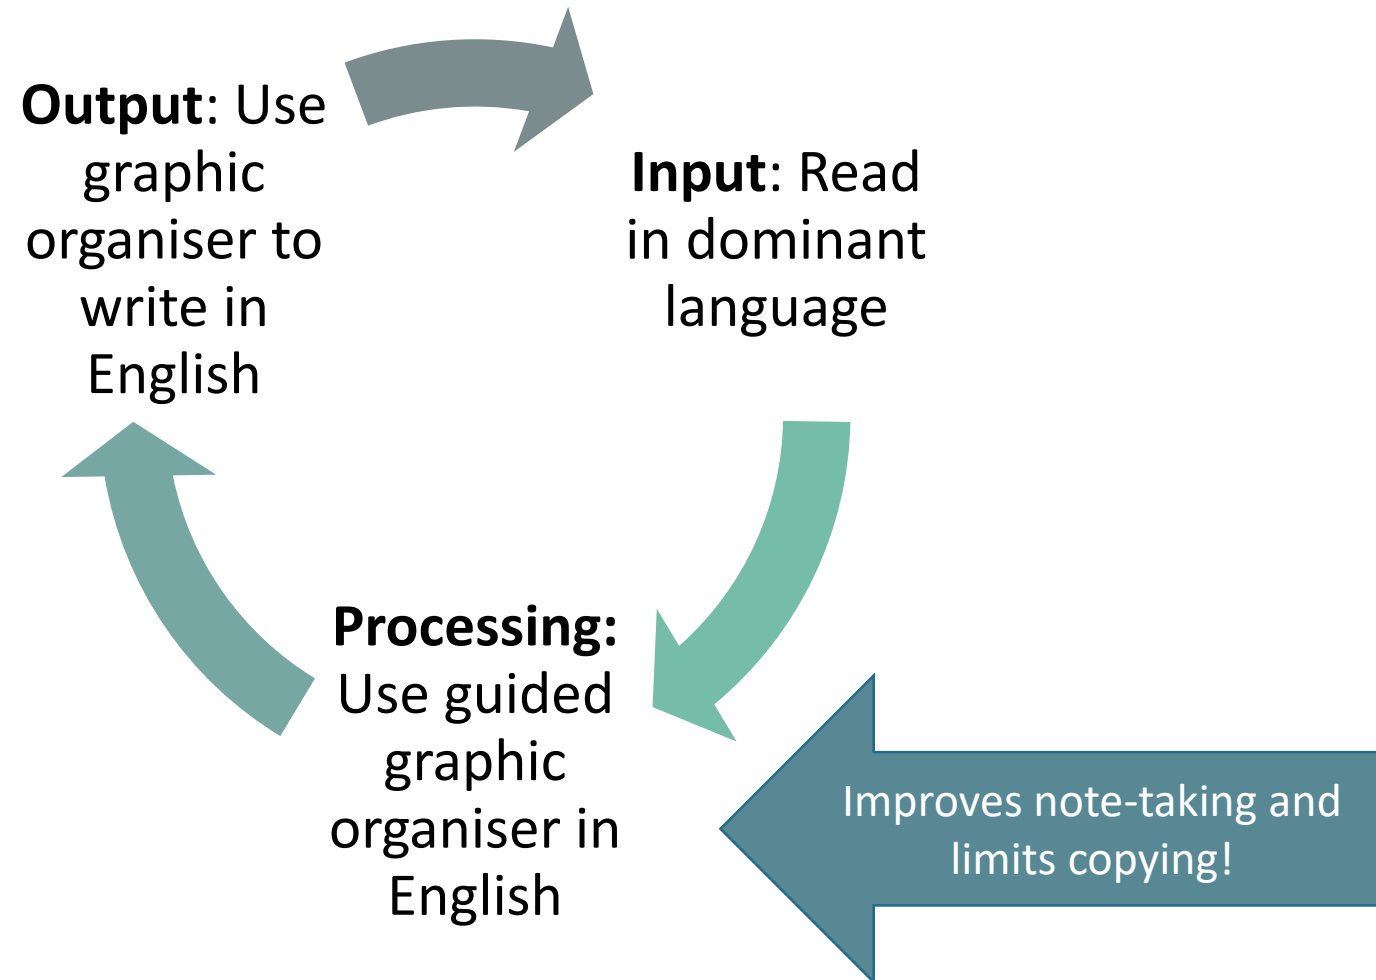 Output: Use
graphic
organiser to
write in
English
Input: Read
in dominant
language
Processing:
Use guided
graphic
organiser in
English
Improves note-taking and
limits copying!